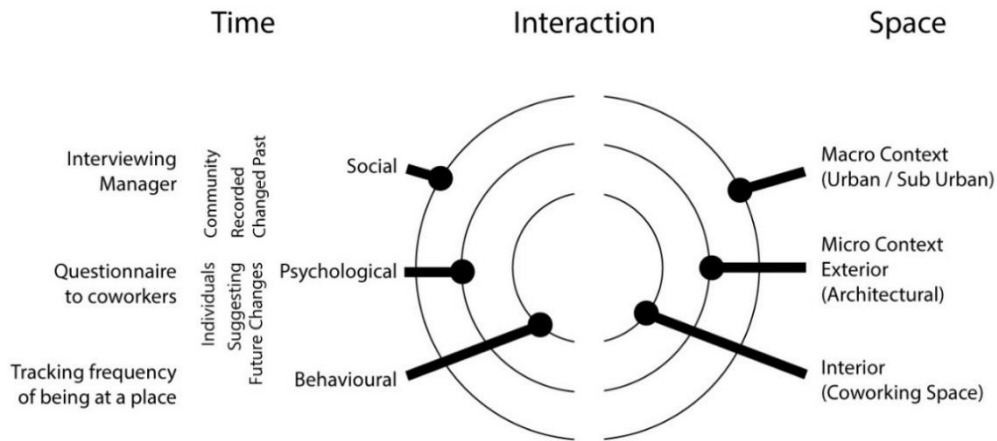 Time
Interaction
Space
Interviewing
Manager
Community
Recorded
Changed Past
Social
Macro Context
(Urban / Sub Urban)
Questionnaire
to coworkers
Individuals
Suggesting
Future Changes
Psychological
Micro Context
Exterior
(Architectural)
Tracking frequency
of being at a place
Behavioural
Interior
(Coworking Space)